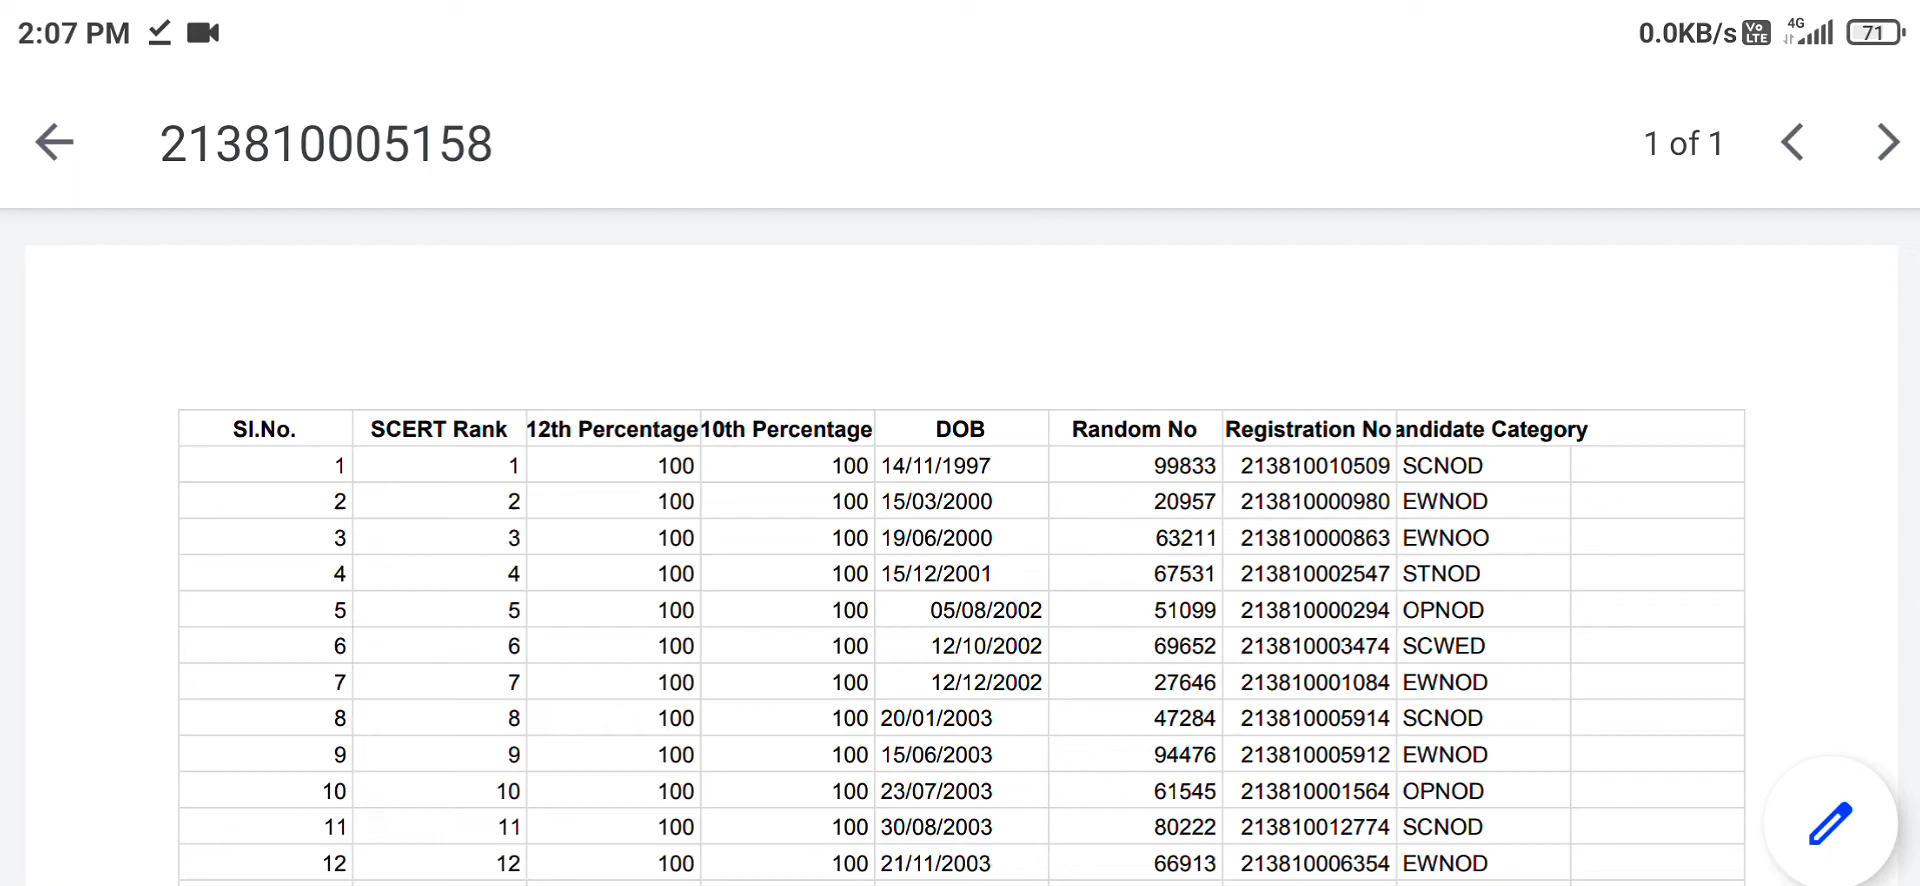 2:07 PM 0.0KB/s Vo LTE 4G 71
213810005158 1 of 1
Sl.No. SCERT Rank 12th Percentage 10th Percentage DOB Random No Registration No andidate Category
1 1 100 100 14/11/1997 99833 213810010509 SCNOD
2 2 100 100 15/03/2000 20957 213810000980 EWNOD
3 3 100 100 19/06/2000 63211 213810000863 EWNOO
4 4 100 100 15/12/2001 67531 213810002547 STNOD
5 5 100 100 05/08/2002 51099 213810000294 OPNOD
6 6 100 100 12/10/2002 69652 213810003474 SCWED
7 7 100 100 12/12/2002 27646 213810001084 EWNOD
8 8 100 100 20/01/2003 47284 213810005914 SCNOD
9 9 100 100 15/06/2003 94476 213810005912 EWNOD
10 10 100 100 23/07/2003 61545 213810001564 OPNOD
11 11 100 100 30/08/2003 80222 213810012774 SCNOD
12 12 100 100 21/11/2003 66913 213810006354 EWNOD